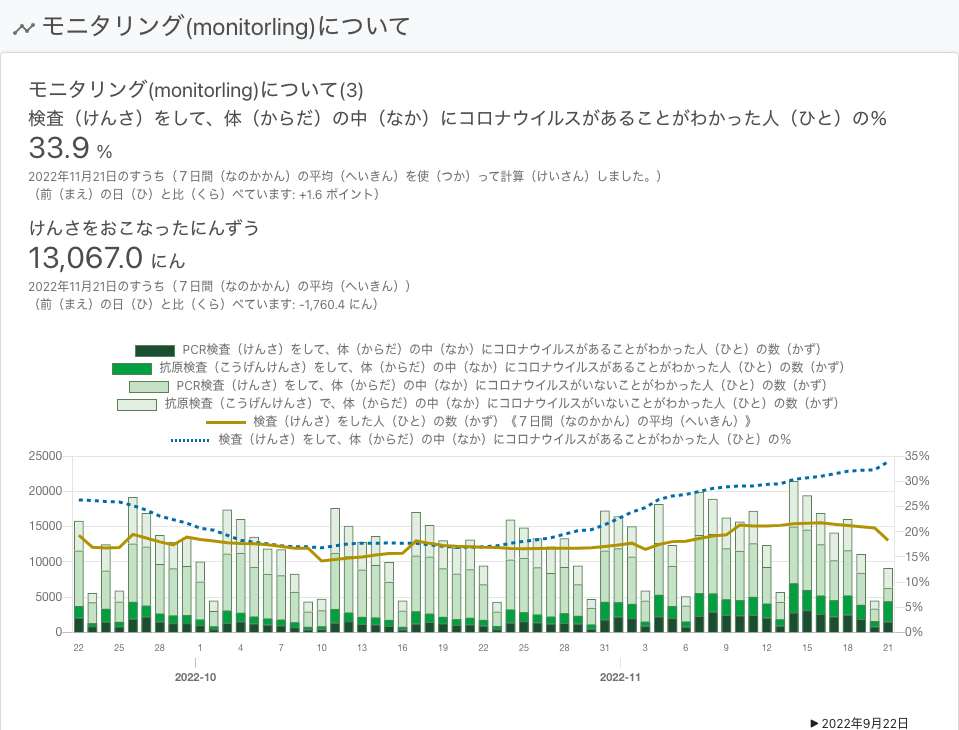 モニタリング(monitorling)について
モニタリング(monitorling)について(3)
検査（けんさ）をして、体（からだ）の中（なか）にコロナウイルスがあることがわかった人（ひと）の%
33.9 %
2022年11月21日のすうち（７日間（なのかかん）の平均（へいきん）を使（つか）って計算（けいさん）しました。）
（前（まえ）の日（ひ）と比（くら）べています: +1.6 ポイント）
けんさをおこなったにんずう
13,067.0 にん
2022年11月21日のすうち（７日間（なのかかん）の平均（へいきん））
（前（まえ）の日（ひ）と比（くら）べています: -1,760.4 にん）
PCR検査（けんさ）をして、体（からだ）の中（なか）にコロナウイルスがあることがわかった人（ひと）の数（かず）
抗原検査（こうげんけんさ）をして、体（からだ）の中（なか）にコロナウイルスがあることがわかった人（ひと）の数（かず）
PCR検査（けんさ）をして、体（からだ）の中（なか）にコロナウイルスがいないことがわかった人（ひと）の数（かず）
抗原検査（こうげんけんさ）で、体（からだ）の中（なか）にコロナウイルスがいないことがわかった人（ひと）の数（かず）
検査（けんさ）をした人（ひと）の数（かず）《７日間（なのかかん）の平均（へいきん）》
検査（けんさ）をして、体（からだ）の中（なか）にコロナウイルスがあることがわかった人（ひと）の%
25000 35%
20000 30%
25%
15000 20%
10000 15%
10%
5000 5%
0 0%
22 25 28 1 4 7 10 13 16 19 22 25 28 31 3 6 9 12 15 18 21
2022-10 2022-11
▶ 2022年9月22日